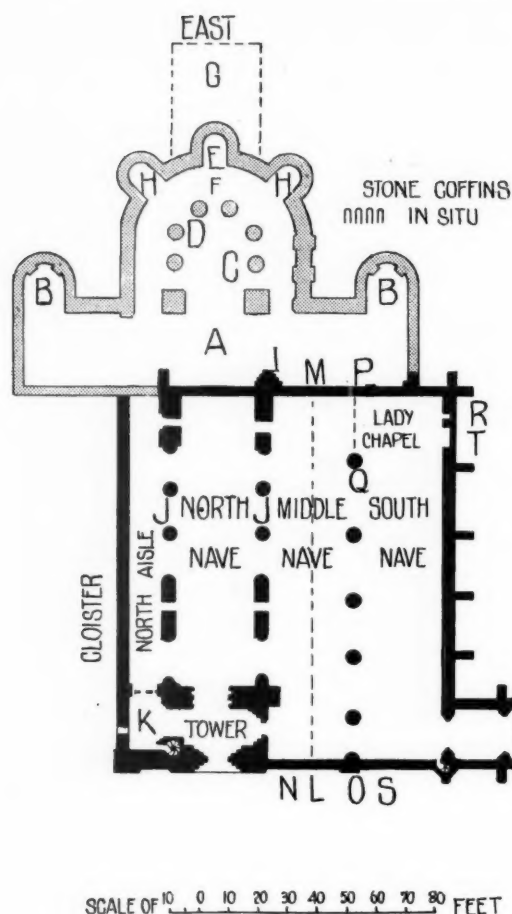 EAST
G
E
H F H
STONE COFFINS
IN SITU
D
C
B B
A
I M P
LADY
CHAPEL
R
T
Q
J NORTH J MIDDLE SOUTH
NAVE NAVE NAVE
NORTH AISLE
CLOISTER
K
TOWER
N L O S
SCALE OF 10 0 10 20 30 40 50 60 70 80 FEET